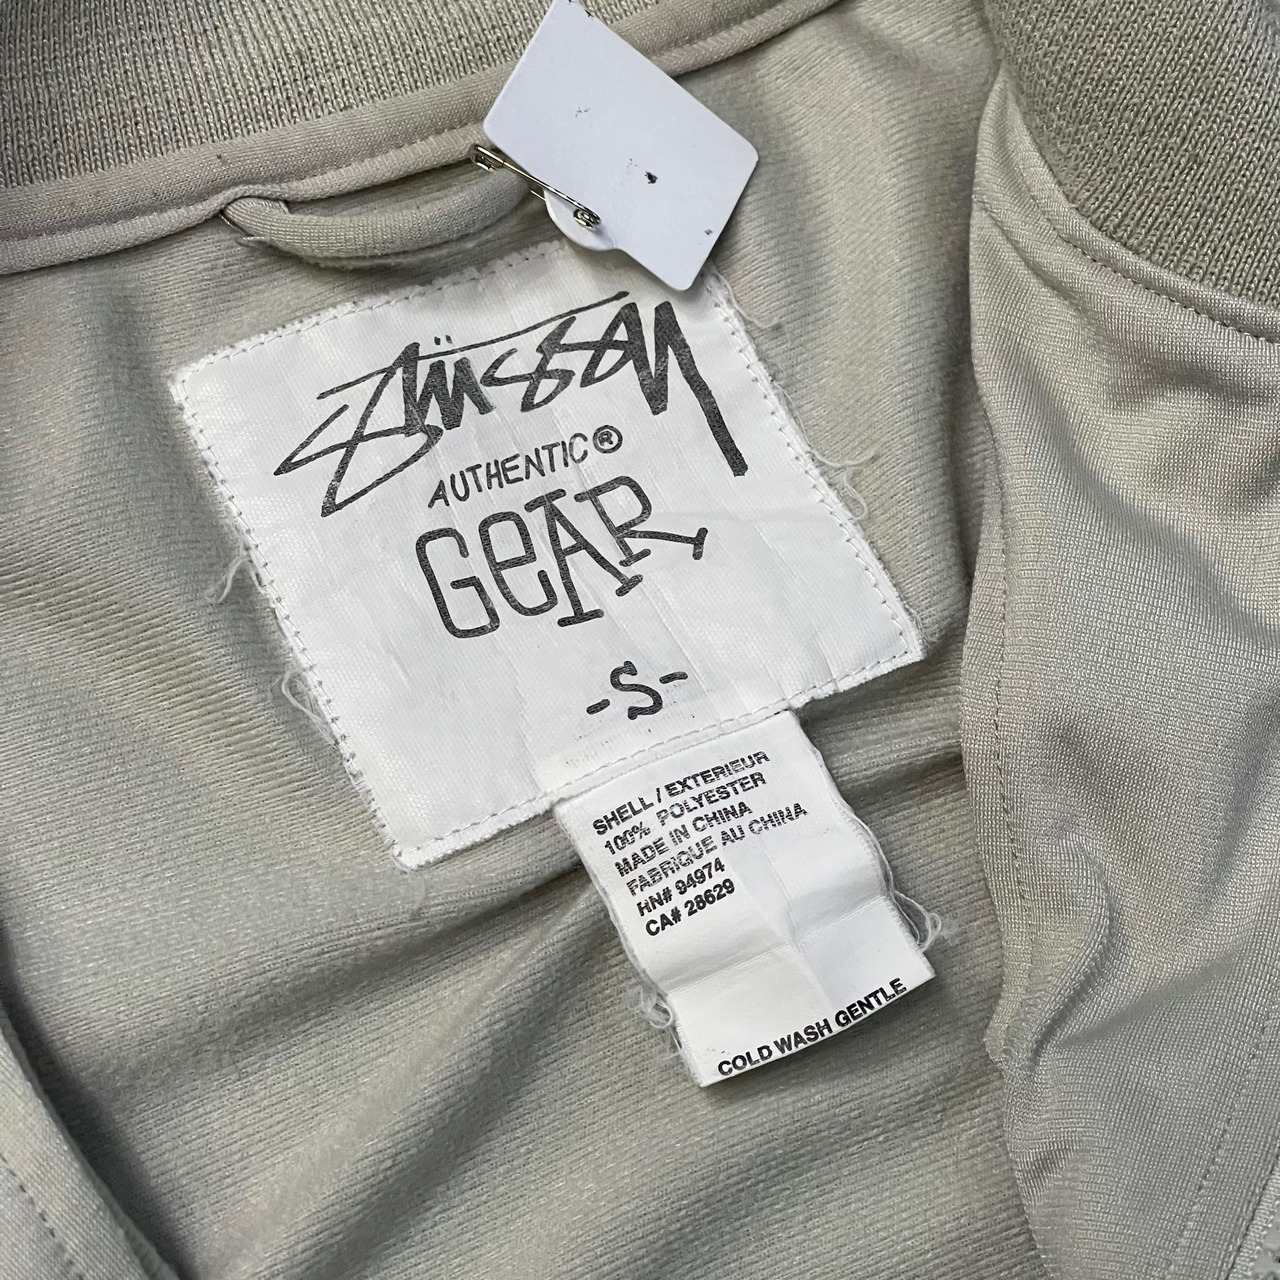 Stüssy
AUTHENTIC®
GEAR
-S-
SHELL / EXTERIEUR
100% POLYESTER
MADE IN CHINA
FABRIQUE AU CHINA
RN# 94974
CA# 28629
COLD WASH GENTLE